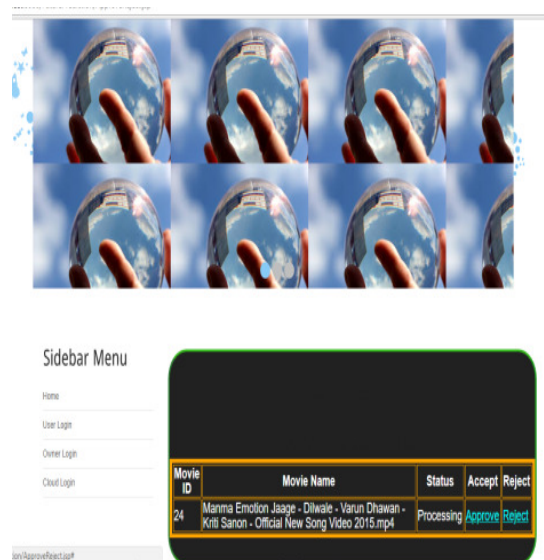 Sidebar Menu
Home
User Login
Owner Login
Cloud Login
Movie ID Movie Name Status Accept Reject
24 Manma Emotion Jaage - Dilwale - Varun Dhawan -
Kriti Sanon - Official New Song Video 2015.mp4 Processing Approve Reject
ion/ApproveReject.jsp#